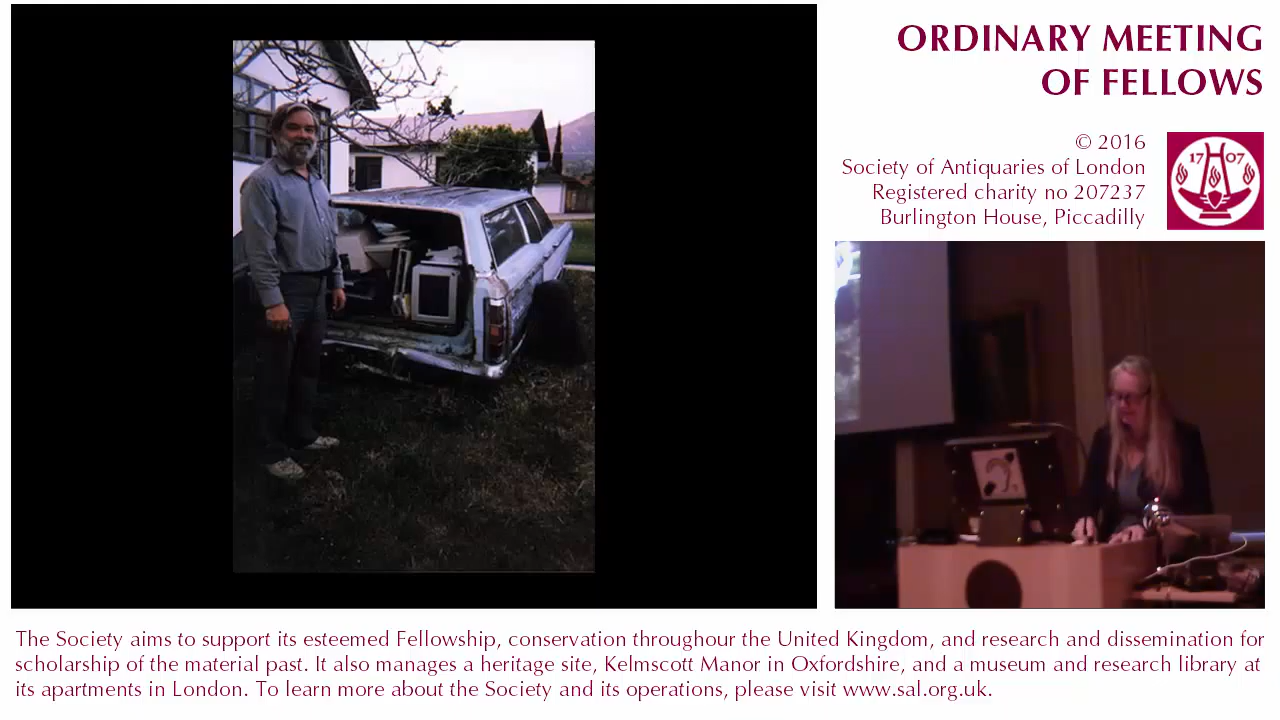 ORDINARY MEETING
OF FELLOWS
© 2016
Society of Antiquaries of London
Registered charity no 207237
Burlington House, Piccadilly
17 07
The Society aims to support its esteemed Fellowship, conservation throughour the United Kingdom, and research and dissemination for
scholarship of the material past. It also manages a heritage site, Kelmscott Manor in Oxfordshire, and a museum and research library at
its apartments in London. To learn more about the Society and its operations, please visit www.sal.org.uk.